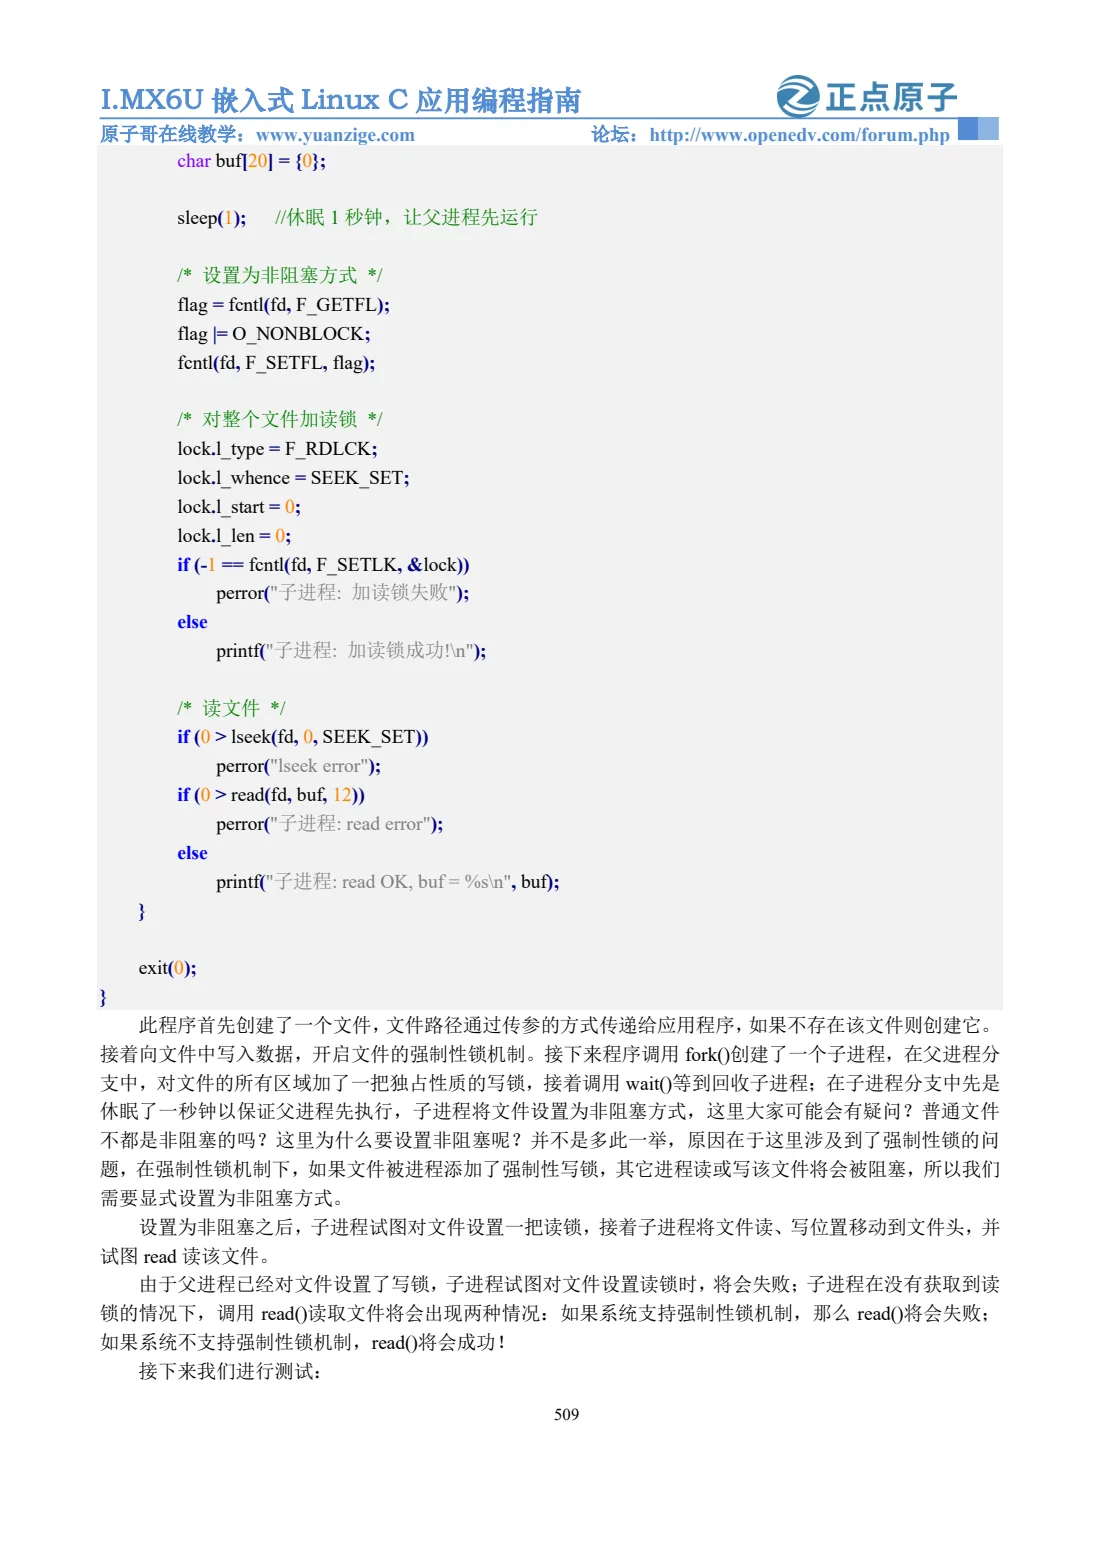 I.MX6U 嵌入式 Linux C 应用编程指南
正点原子
原子哥在线教学：www.yuanzige.com 论坛：http://www.openedv.com/forum.php
char buf[20] = {0};
sleep(1); //休眠 1 秒钟，让父进程先运行
/* 设置为非阻塞方式 */
flag = fcntl(fd, F_GETFL);
flag |= O_NONBLOCK;
fcntl(fd, F_SETFL, flag);
/* 对整个文件加读锁 */
lock.l_type = F_RDLCK;
lock.l_whence = SEEK_SET;
lock.l_start = 0;
lock.l_len = 0;
if (-1 == fcntl(fd, F_SETLK, &lock))
perror("子进程: 加读锁失败");
else
printf("子进程: 加读锁成功!\n");
/* 读文件 */
if (0 > lseek(fd, 0, SEEK_SET))
perror("lseek error");
if (0 > read(fd, buf, 12))
perror("子进程: read error");
else
printf("子进程: read OK, buf = %s\n", buf);
}
exit(0);
}
此程序首先创建了一个文件，文件路径通过传参的方式传递给应用程序，如果不存在该文件则创建它。
接着向文件中写入数据，开启文件的强制性锁机制。接下来程序调用 fork()创建了一个子进程，在父进程分
支中，对文件的所有区域加了一把独占性质的写锁，接着调用 wait()等到回收子进程；在子进程分支中先是
休眠了一秒钟以保证父进程先执行，子进程将文件设置为非阻塞方式，这里大家可能会有疑问？普通文件
不都是非阻塞的吗？这里为什么要设置非阻塞呢？并不是多此一举，原因在于这里涉及到了强制性锁的问
题，在强制性锁机制下，如果文件被进程添加了强制性写锁，其它进程读或写该文件将会被阻塞，所以我们
需要显式设置为非阻塞方式。
设置为非阻塞之后，子进程试图对文件设置一把读锁，接着子进程将文件读、写位置移动到文件头，并
试图 read 读该文件。
由于父进程已经对文件设置了写锁，子进程试图对文件设置读锁时，将会失败；子进程在没有获取到读
锁的情况下，调用 read()读取文件将会出现两种情况：如果系统支持强制性锁机制，那么 read()将会失败；
如果系统不支持强制性锁机制，read()将会成功！
接下来我们进行测试：
509